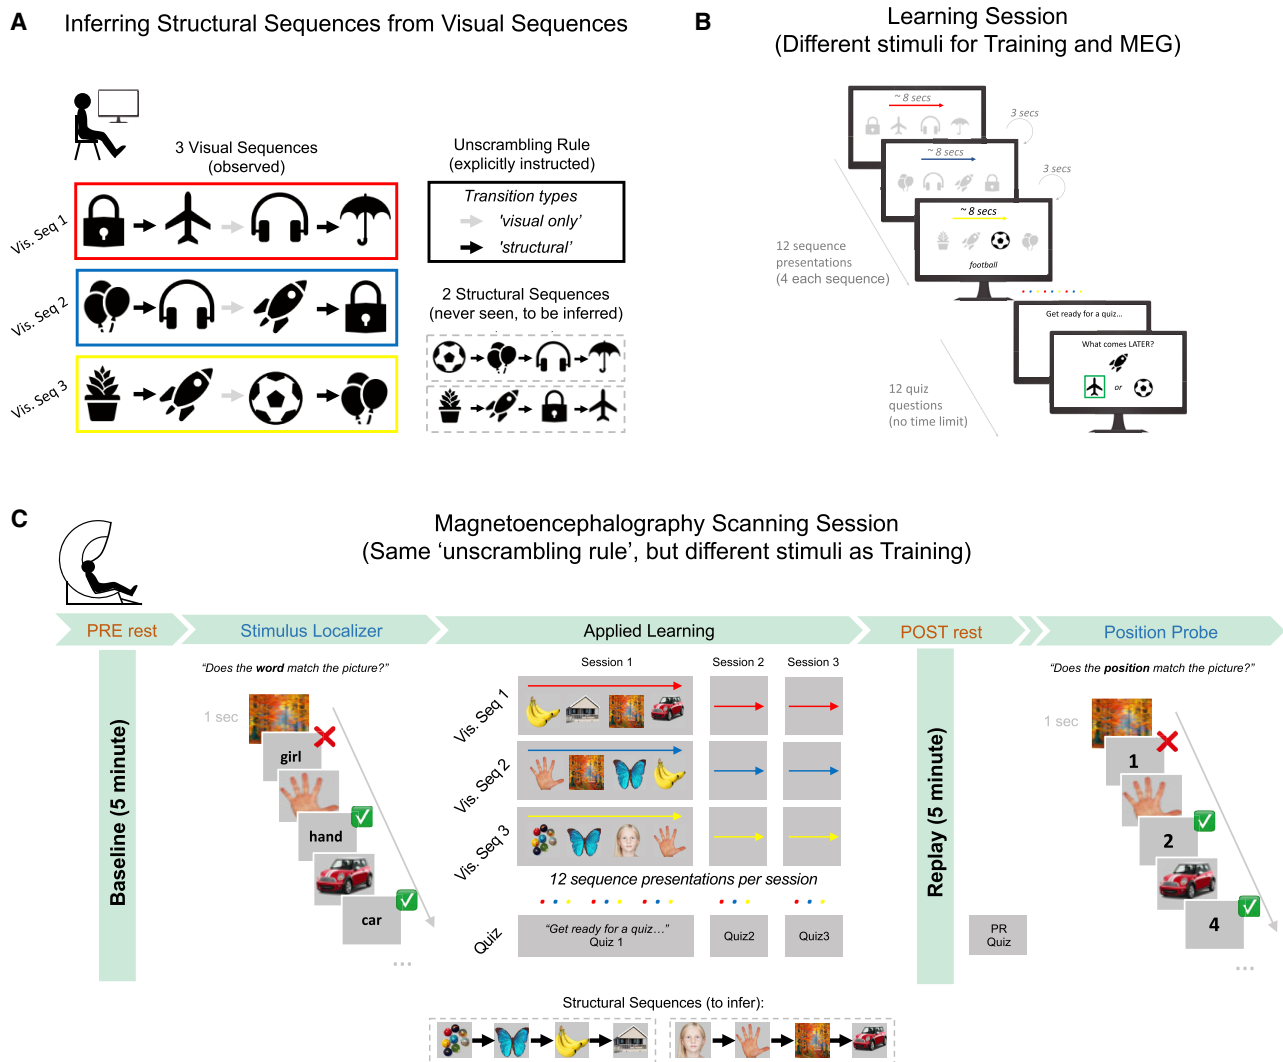 A
Inferring Structural Sequences from Visual Sequences
3 Visual Sequences
(observed)
Vis. Seq 1
Vis. Seq 2
Vis. Seq 3
Unscrambling Rule
(explicitly instructed)
Transition types
'visual only'
'structural'
2 Structural Sequences
(never seen, to be inferred)
B
Learning Session
(Different stimuli for Training and MEG)
~ 8 secs
3 secs
~ 8 secs
3 secs
~ 8 secs
football
12 sequence
presentations
(4 each sequence)
Get ready for a quiz...
What comes LATER?
or
12 quiz
questions
(no time limit)
C
Magnetoencephalography Scanning Session
(Same ‘unscrambling rule’, but different stimuli as Training)
PRE rest
Stimulus Localizer
Applied Learning
POST rest
Position Probe
Baseline (5 minute)
“Does the word match the picture?”
1 sec
girl
hand
car
...
Session 1
Session 2
Session 3
Vis. Seq 1
Vis. Seq 2
Vis. Seq 3
12 sequence presentations per session
Quiz
“Get ready for a quiz...”
Quiz 1
Quiz2
Quiz3
Replay (5 minute)
PR
Quiz
“Does the position match the picture?”
1 sec
1
2
4
...
Structural Sequences (to infer):